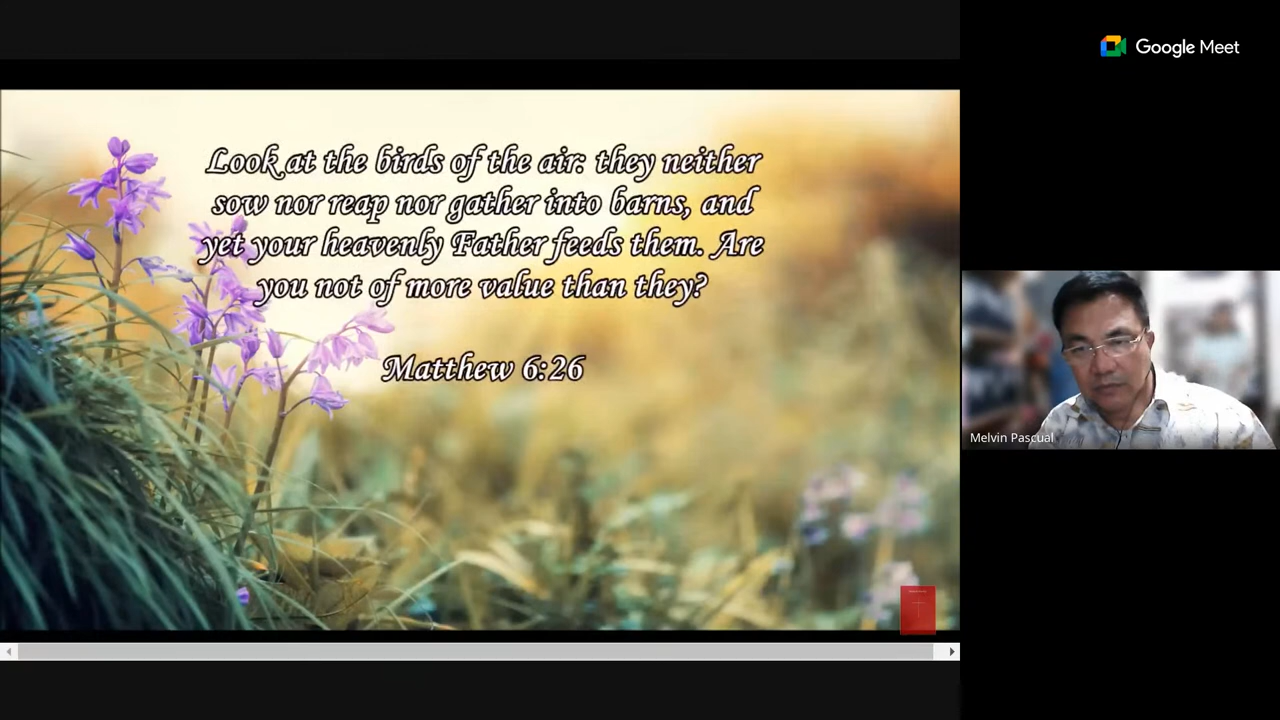 Look at the birds of the air: they neither
sow nor reap nor gather into barns, and
yet your heavenly Father feeds them. Are
you not of more value than they?
Matthew 6:26
Google Meet
Melvin Pascual